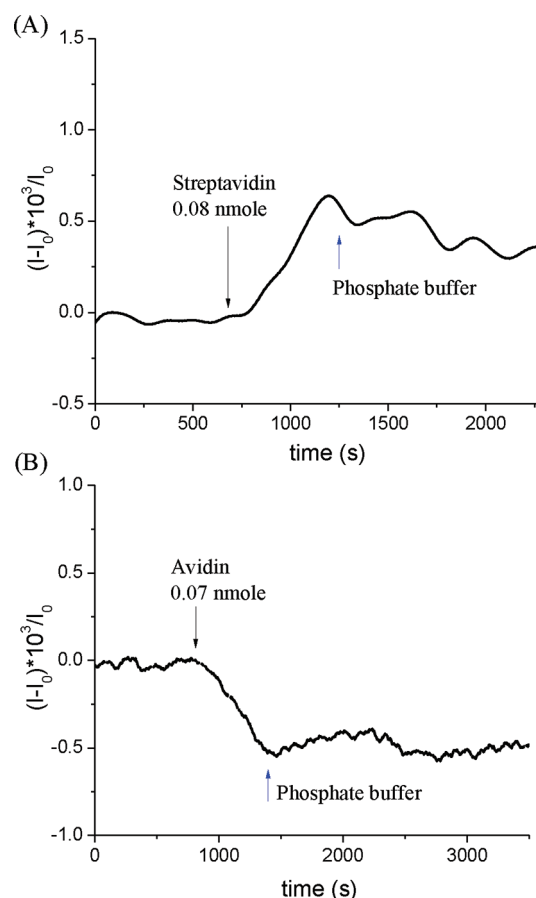 (A)
1.5
1.0
0.5
0.0
-0.5
(I-I₀)*10³/I₀
Streptavidin
0.08 nmole
Phosphate buffer
0 500 1000 1500 2000
time (s)
(B)
1.0
0.5
0.0
-0.5
-1.0
(I-I₀)*10³/I₀
Avidin
0.07 nmole
Phosphate buffer
0 1000 2000 3000
time (s)